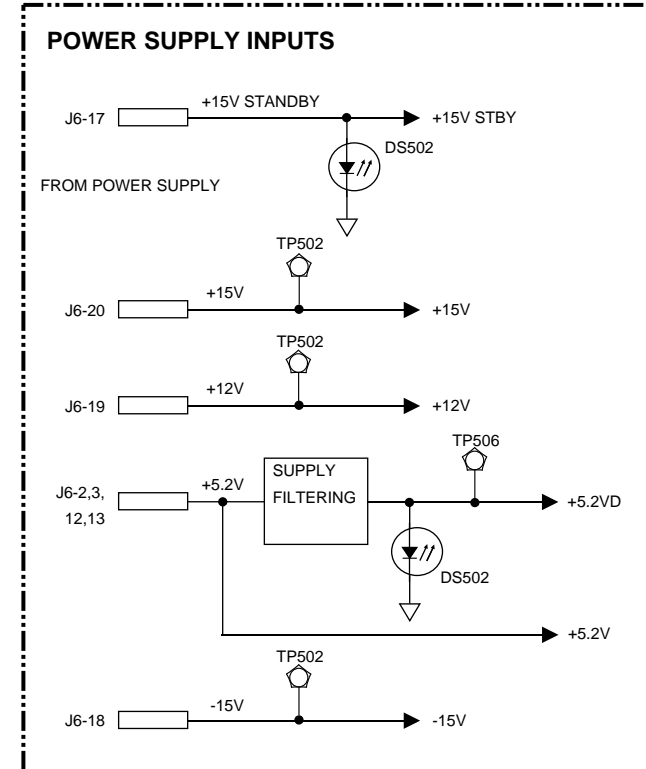 POWER SUPPLY INPUTS
J6-17
+15V STANDBY
+15V STBY
DS502
FROM POWER SUPPLY
TP502
J6-20
+15V
+15V
TP502
J6-19
+12V
+12V
TP506
J6-2,3,
12,13
+5.2V
SUPPLY
FILTERING
+5.2VD
DS502
+5.2V
TP502
J6-18
-15V
-15V